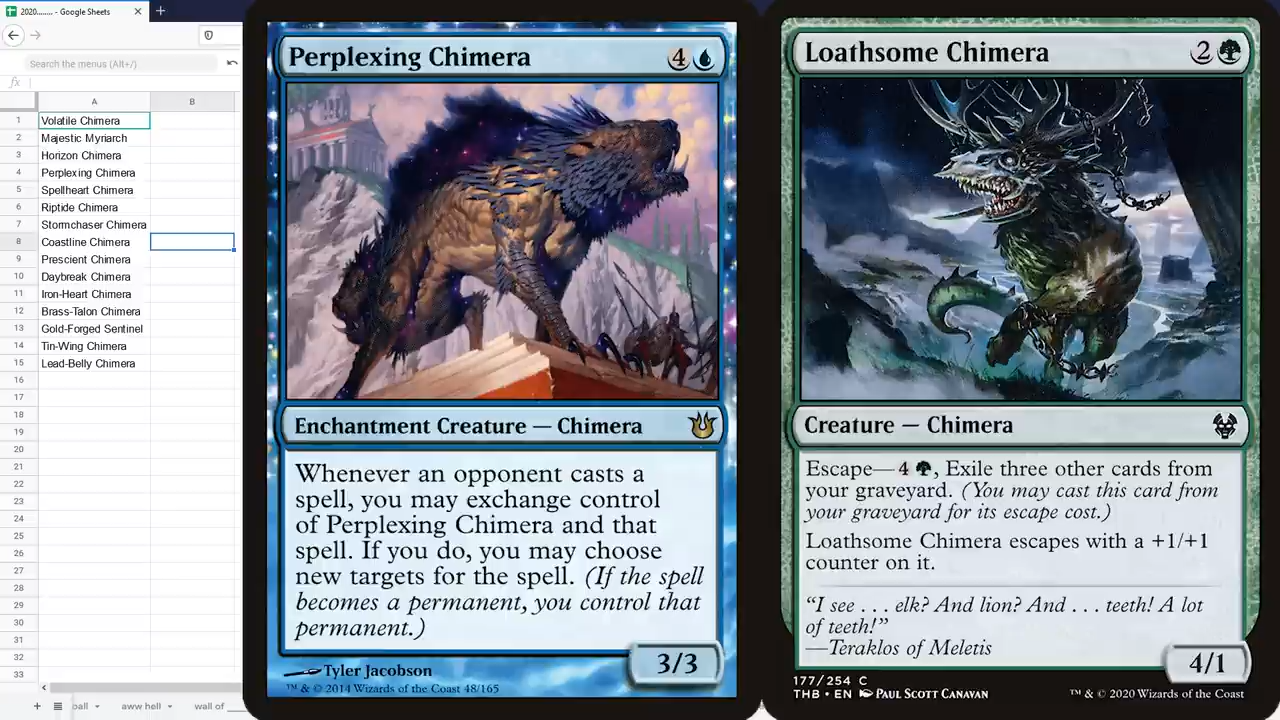 2020........ - Google Sheets
Search the menus (Alt+/)
fx
A B
1 Volatile Chimera
2 Majestic Myriarch
3 Horizon Chimera
4 Perplexing Chimera
5 Spellheart Chimera
6 Riptide Chimera
7 Stormchaser Chimera
8 Coastline Chimera
9 Prescient Chimera
10 Daybreak Chimera
11 Iron-Heart Chimera
12 Brass-Talon Chimera
13 Gold-Forged Sentinel
14 Tin-Wing Chimera
15 Lead-Belly Chimera
16
17
18
19
20
21
22
23
24
25
26
27
28
29
30
31
32
33
aww hell
wall of ___
Perplexing Chimera 4
Enchantment Creature — Chimera
Whenever an opponent casts a
spell, you may exchange control
of Perplexing Chimera and that
spell. If you do, you may choose
new targets for the spell. (If the spell
becomes a permanent, you control that
permanent.)
3/3
Tyler Jacobson
™ & © 2014 Wizards of the Coast 48/165
Loathsome Chimera 2
Creature — Chimera
Escape—4, Exile three other cards from
your graveyard. (You may cast this card from
your graveyard for its escape cost.)
Loathsome Chimera escapes with a +1/+1
counter on it.
“I see . . . elk? And lion? And . . . teeth! A lot
of teeth!”
—Teraklos of Meletis
4/1
177/254 C
THB • EN Paul Scott Canavan
™ & © 2020 Wizards of the Coast